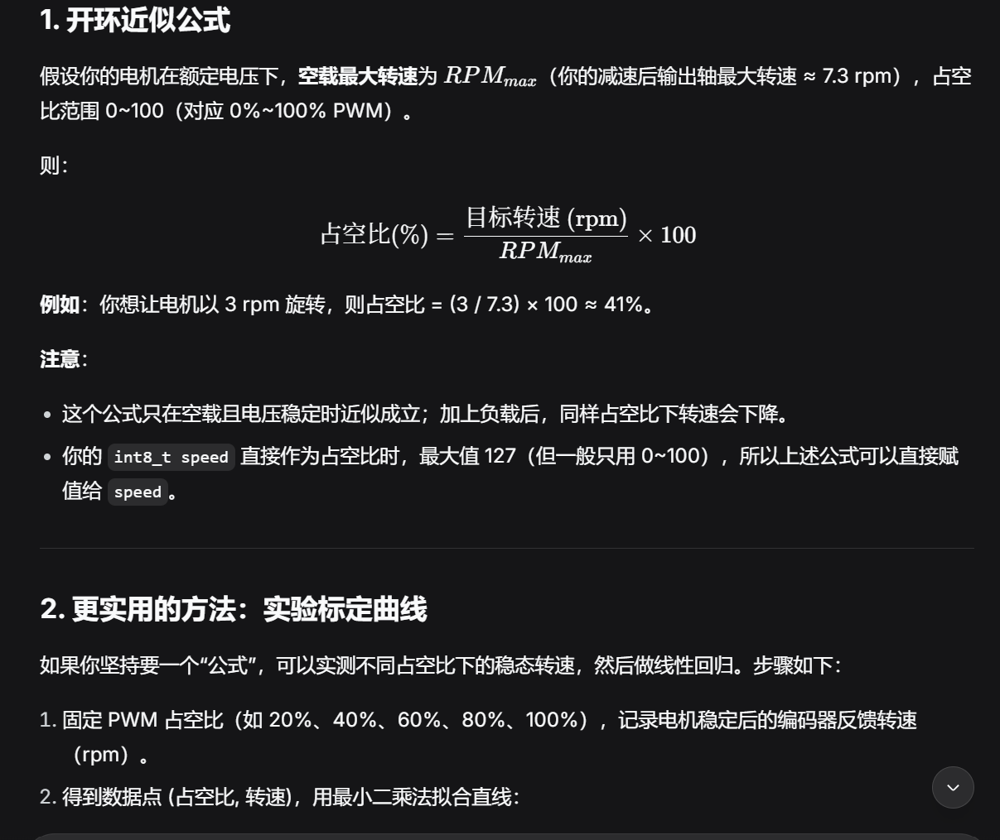 1. 开环近似公式
假设你的电机在额定电压下，空载最大转速为 RPMmax（你的减速后输出轴最大转速 ≈ 7.3 rpm），占空
比范围 0~100（对应 0%~100% PWM）。
则：
占空比(%) = 目标转速 (rpm) / RPMmax × 100
例如：你想让电机以 3 rpm 旋转，则占空比 = (3 / 7.3) × 100 ≈ 41%。
注意：
• 这个公式只在空载且电压稳定时近似成立；加上负载后，同样占空比下转速会下降。
• 你的 int8_t speed 直接作为占空比时，最大值 127（但一般只用 0~100），所以上述公式可以直接赋
值给 speed。
2. 更实用的方法：实验标定曲线
如果你坚持要一个“公式”，可以实测不同占空比下的稳态转速，然后做线性回归。步骤如下：
1. 固定 PWM 占空比（如 20%、40%、60%、80%、100%），记录电机稳定后的编码器反馈转速
（rpm）。
2. 得到数据点 (占空比, 转速)，用最小二乘法拟合直线：